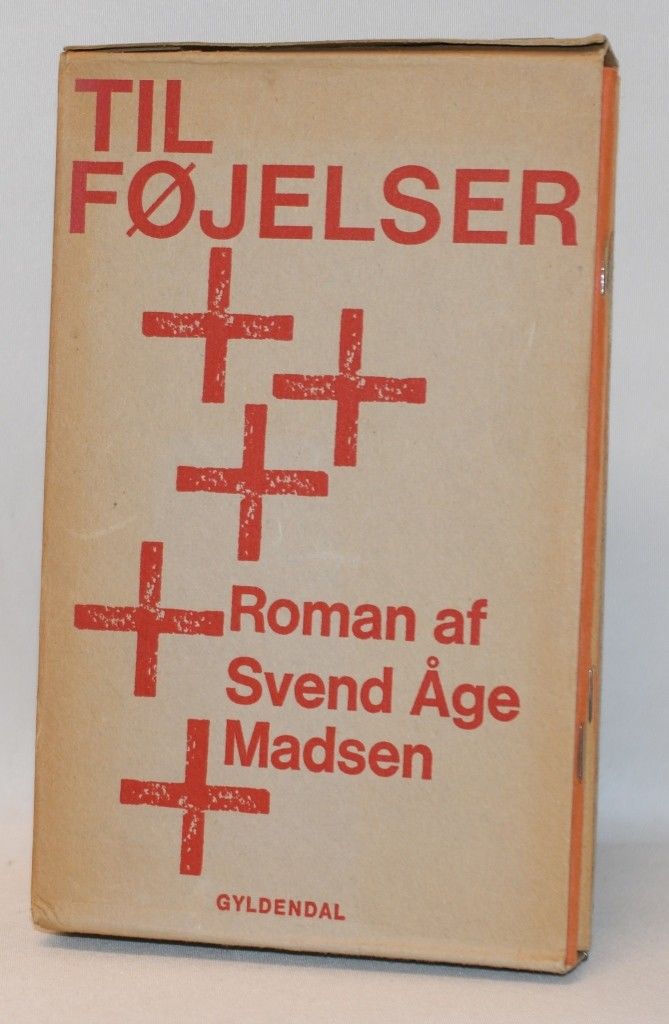 TIL
FØJELSER
Roman af
Svend Åge
Madsen
GYLDENDAL